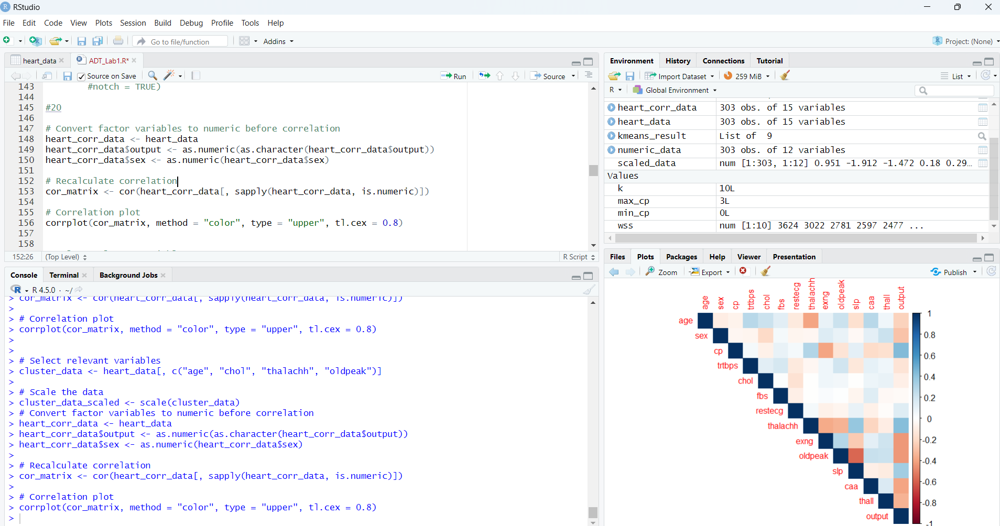 RStudio
File Edit Code View Plots Session Build Debug Profile Tools Help
Go to file/function Addins Project: (None)
heart_data ADT_Lab1.R*
Source on Save Run Source
143 #notch = TRUE)
144
145 #20
146
147 # Convert factor variables to numeric before correlation
148 heart_corr_data <- heart_data
149 heart_corr_data$output <- as.numeric(as.character(heart_corr_data$output))
150 heart_corr_data$sex <- as.numeric(heart_corr_data$sex)
151
152 # Recalculate correlation
153 cor_matrix <- cor(heart_corr_data[, sapply(heart_corr_data, is.numeric)])
154
155 # Correlation plot
156 corrplot(cor_matrix, method = "color", type = "upper", tl.cex = 0.8)
157
158
152:26 (Top Level) R Script
Console Terminal Background Jobs
R R 4.5.0 · ~/
> cor_matrix <- cor(heart_corr_data[, sapply(heart_corr_data, is.numeric)])
>
> # Correlation plot
> corrplot(cor_matrix, method = "color", type = "upper", tl.cex = 0.8)
>
>
> # Select relevant variables
> cluster_data <- heart_data[, c("age", "chol", "thalachh", "oldpeak")]
>
> # Scale the data
> cluster_data_scaled <- scale(cluster_data)
> # Convert factor variables to numeric before correlation
> heart_corr_data <- heart_data
> heart_corr_data$output <- as.numeric(as.character(heart_corr_data$output))
> heart_corr_data$sex <- as.numeric(heart_corr_data$sex)
>
> # Recalculate correlation
> cor_matrix <- cor(heart_corr_data[, sapply(heart_corr_data, is.numeric)])
>
> # Correlation plot
> corrplot(cor_matrix, method = "color", type = "upper", tl.cex = 0.8)
>
Environment History Connections Tutorial
Import Dataset 259 MiB List
R Global Environment
heart_corr_data 303 obs. of 15 variables
heart_data 303 obs. of 15 variables
kmeans_result List of 9
numeric_data 303 obs. of 12 variables
scaled_data num [1:303, 1:12] 0.951 -1.912 -1.472 0.18 0.29...
Values
k 10L
max_cp 3L
min_cp 0L
wss num [1:10] 3624 3022 2781 2597 2477 ...
Files Plots Packages Help Viewer Presentation
Zoom Export Publish
age sex cp trtbps chol fbs restecg thalachh exng oldpeak slp caa thall output
age
sex
cp
trtbps
chol
fbs
restecg
thalachh
exng
oldpeak
slp
caa
thall
output
1
0.8
0.6
0.4
0.2
0
-0.2
-0.4
-0.6
-0.8
-1